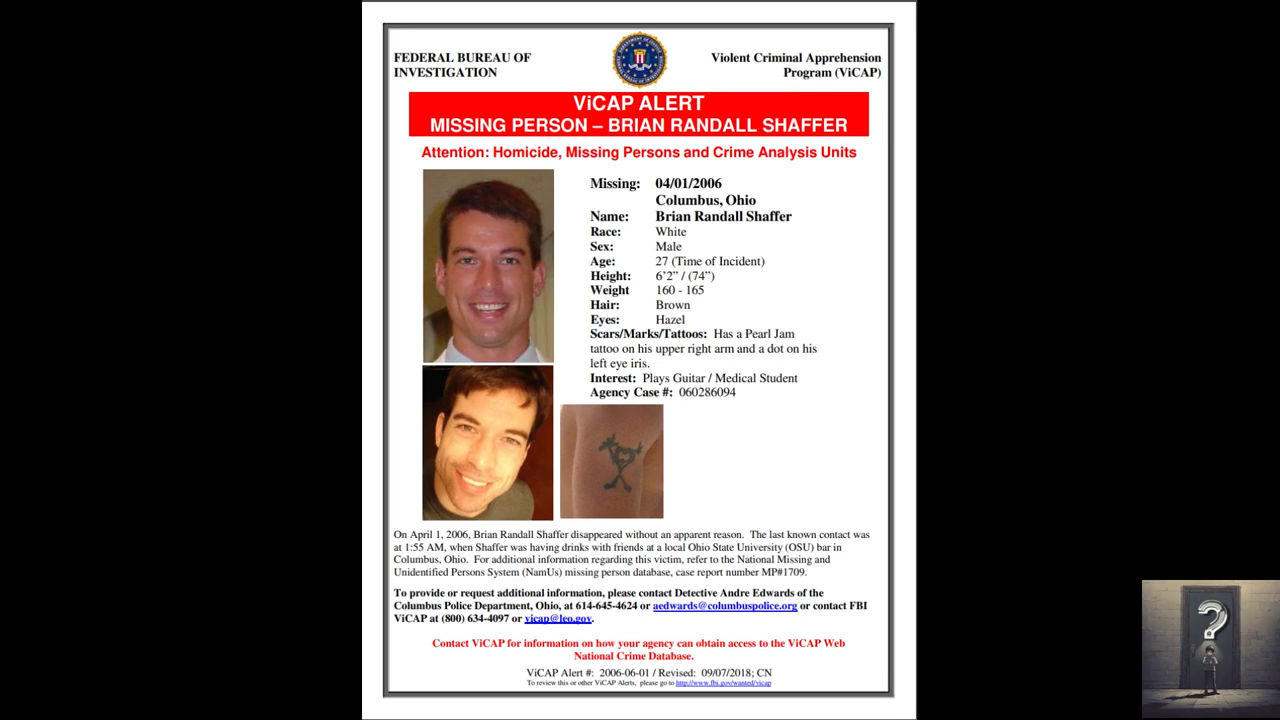 FEDERAL BUREAU OF
INVESTIGATION
Violent Criminal Apprehension
Program (ViCAP)
ViCAP ALERT
MISSING PERSON – BRIAN RANDALL SHAFFER
Attention: Homicide, Missing Persons and Crime Analysis Units
Missing: 04/01/2006
Columbus, Ohio
Name: Brian Randall Shaffer
Race: White
Sex: Male
Age: 27 (Time of Incident)
Height: 6’2” / (74”)
Weight 160 - 165
Hair: Brown
Eyes: Hazel
Scars/Marks/Tattoos: Has a Pearl Jam
tattoo on his upper right arm and a dot on his
left eye iris.
Interest: Plays Guitar / Medical Student
Agency Case #: 060286094
On April 1, 2006, Brian Randall Shaffer disappeared without an apparent reason. The last known contact was
at 1:55 AM, when Shaffer was having drinks with friends at a local Ohio State University (OSU) bar in
Columbus, Ohio. For additional information regarding this victim, refer to the National Missing and
Unidentified Persons System (NamUs) missing person database, case report number MP#1709.
To provide or request additional information, please contact Detective Andre Edwards of the
Columbus Police Department, Ohio, at 614-645-4624 or aedwards@columbuspolice.org or contact FBI
ViCAP at (800) 634-4097 or vicap@leo.gov.
Contact ViCAP for information on how your agency can obtain access to the ViCAP Web
National Crime Database.
ViCAP Alert #: 2006-06-01 / Revised: 09/07/2018; CN
To review this or other ViCAP Alerts, please go to http://www.fbi.gov/wanted/vicap
?